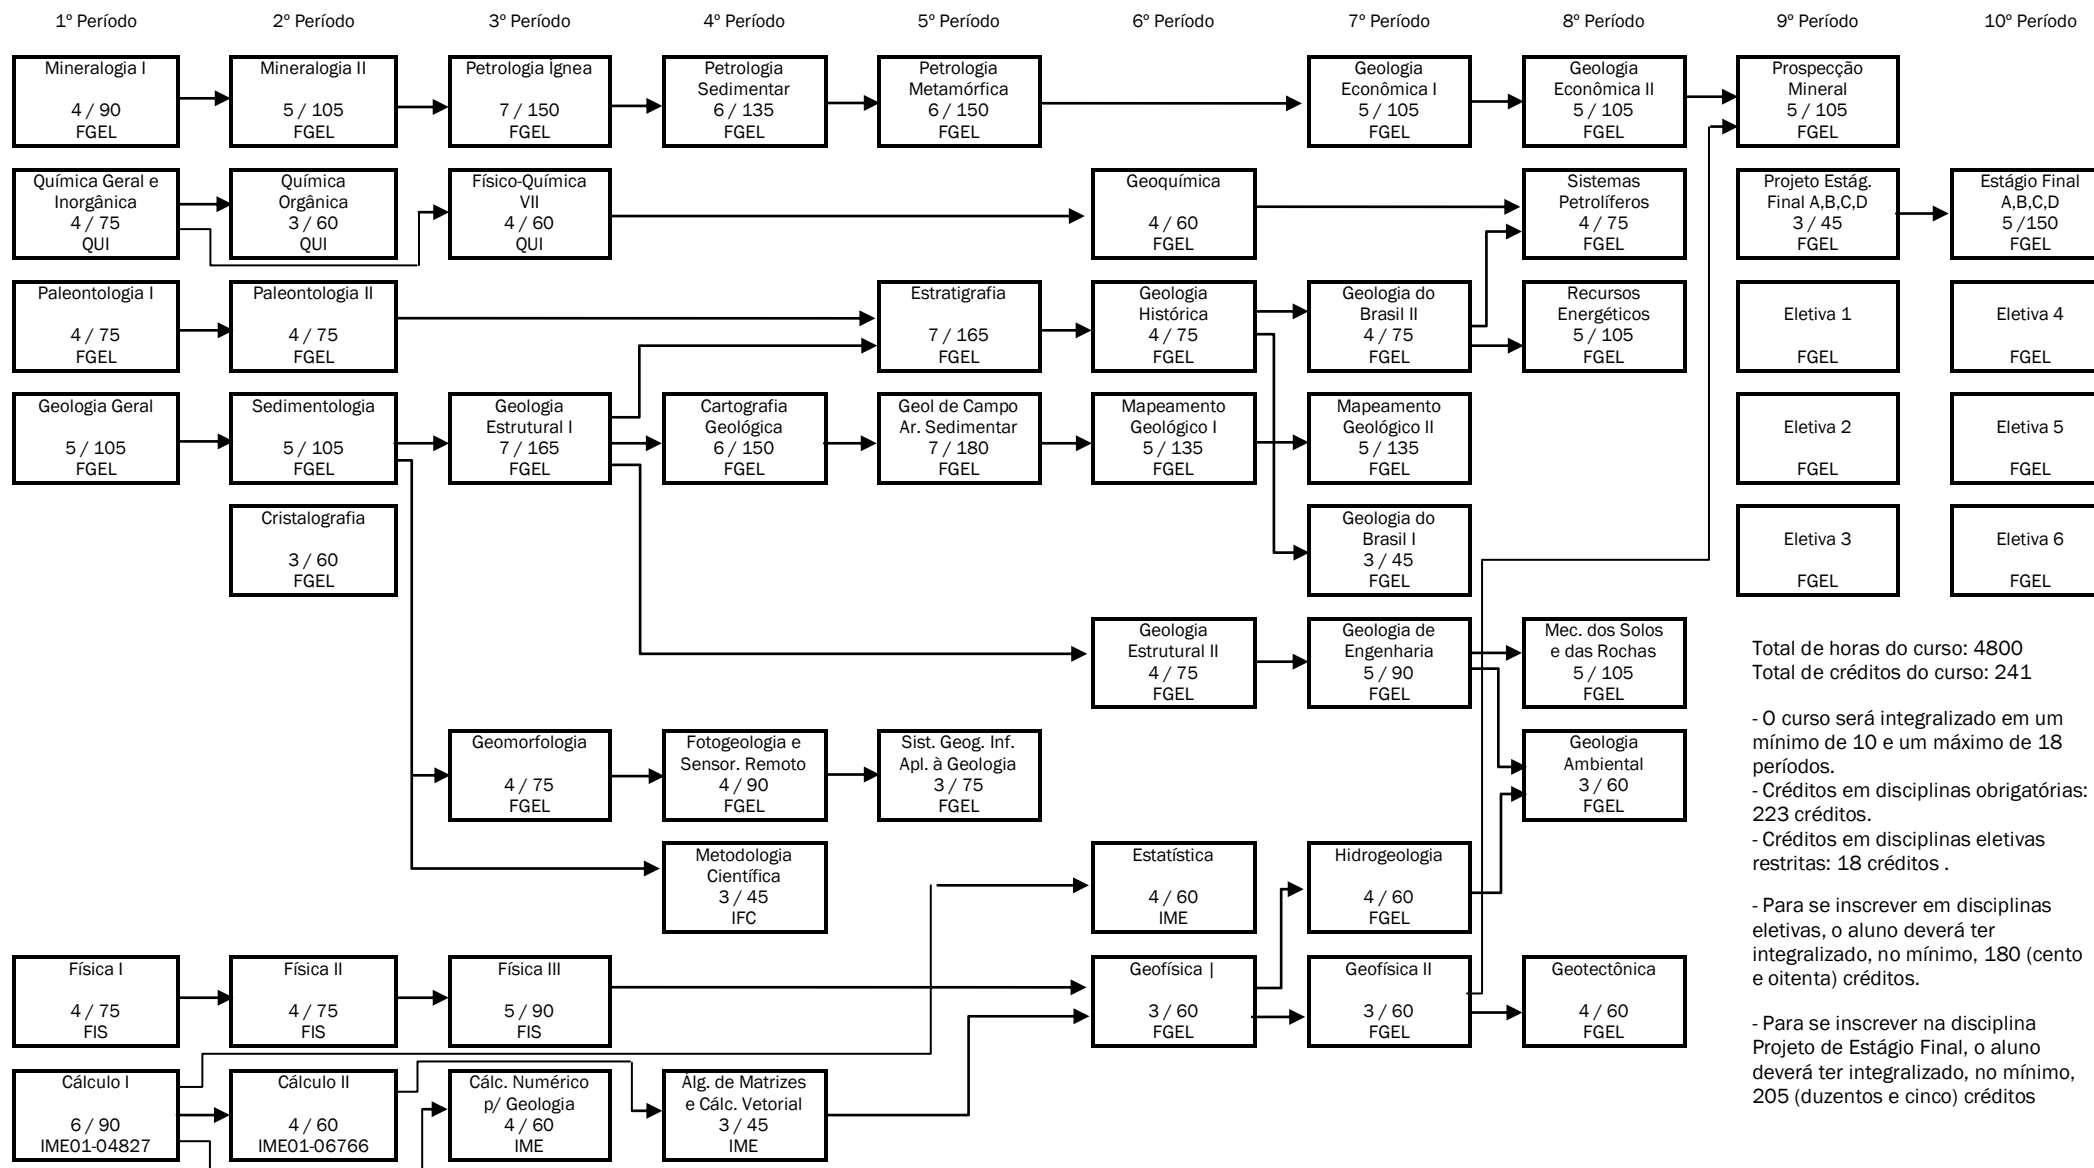 1º Período
2º Período
3º Período
4º Período
5º Período
6º Período
7º Período
8º Período
9º Período
10º Período
Mineralogia I
4 / 90
FGEL
Mineralogia II
5 / 105
FGEL
Petrologia Ígnea
7 / 150
FGEL
Petrologia
Sedimentar
6 / 135
FGEL
Petrologia
Metamórfica
6 / 150
FGEL
Geologia
Econômica I
5 / 105
FGEL
Geologia
Econômica II
5 / 105
FGEL
Prospecção
Mineral
5 / 105
FGEL
Química Geral e
Inorgânica
4 / 75
QUI
Química
Orgânica
3 / 60
QUI
Físico-Química
VII
4 / 60
QUI
Geoquímica
4 / 60
FGEL
Sistemas
Petrolíferos
4 / 75
FGEL
Projeto Estág.
Final A,B,C,D
3 / 45
FGEL
Estágio Final
A,B,C,D
5 /150
FGEL
Paleontologia I
4 / 75
FGEL
Paleontologia II
4 / 75
FGEL
Estratigrafia
7 / 165
FGEL
Geologia
Histórica
4 / 75
FGEL
Geologia do
Brasil II
4 / 75
FGEL
Recursos
Energéticos
5 / 105
FGEL
Eletiva 1
FGEL
Eletiva 4
FGEL
Geologia Geral
5 / 105
FGEL
Sedimentologia
5 / 105
FGEL
Geologia
Estrutural I
7 / 165
FGEL
Cartografia
Geológica
6 / 150
FGEL
Geol de Campo
Ar. Sedimentar
7 / 180
FGEL
Mapeamento
Geológico I
5 / 135
FGEL
Mapeamento
Geológico II
5 / 135
FGEL
Eletiva 2
FGEL
Eletiva 5
FGEL
Cristalografia
3 / 60
FGEL
Geologia do
Brasil I
3 / 45
FGEL
Eletiva 3
FGEL
Eletiva 6
FGEL
Geologia
Estrutural II
4 / 75
FGEL
Geologia de
Engenharia
5 / 90
FGEL
Mec. dos Solos
e das Rochas
5 / 105
FGEL
Geomorfologia
4 / 75
FGEL
Fotogeologia e
Sensor. Remoto
4 / 90
FGEL
Sist. Geog. Inf.
Apl. à Geologia
3 / 75
FGEL
Geologia
Ambiental
3 / 60
FGEL
Metodologia
Científica
3 / 45
IFC
Estatística
4 / 60
IME
Hidrogeologia
4 / 60
FGEL
Física I
4 / 75
FIS
Física II
4 / 75
FIS
Física III
5 / 90
FIS
Geofísica |
3 / 60
FGEL
Geofísica II
3 / 60
FGEL
Geotectônica
4 / 60
FGEL
Cálculo I
6 / 90
IME01-04827
Cálculo II
4 / 60
IME01-06766
Cálc. Numérico
p/ Geologia
4 / 60
IME
Álg. de Matrizes
e Cálc. Vetorial
3 / 45
IME
Total de horas do curso: 4800
Total de créditos do curso: 241
- O curso será integralizado em um
mínimo de 10 e um máximo de 18
períodos.
- Créditos em disciplinas obrigatórias:
223 créditos.
- Créditos em disciplinas eletivas
restritas: 18 créditos .
- Para se inscrever em disciplinas
eletivas, o aluno deverá ter
integralizado, no mínimo, 180 (cento
e oitenta) créditos.
- Para se inscrever na disciplina
Projeto de Estágio Final, o aluno
deverá ter integralizado, no mínimo,
205 (duzentos e cinco) créditos